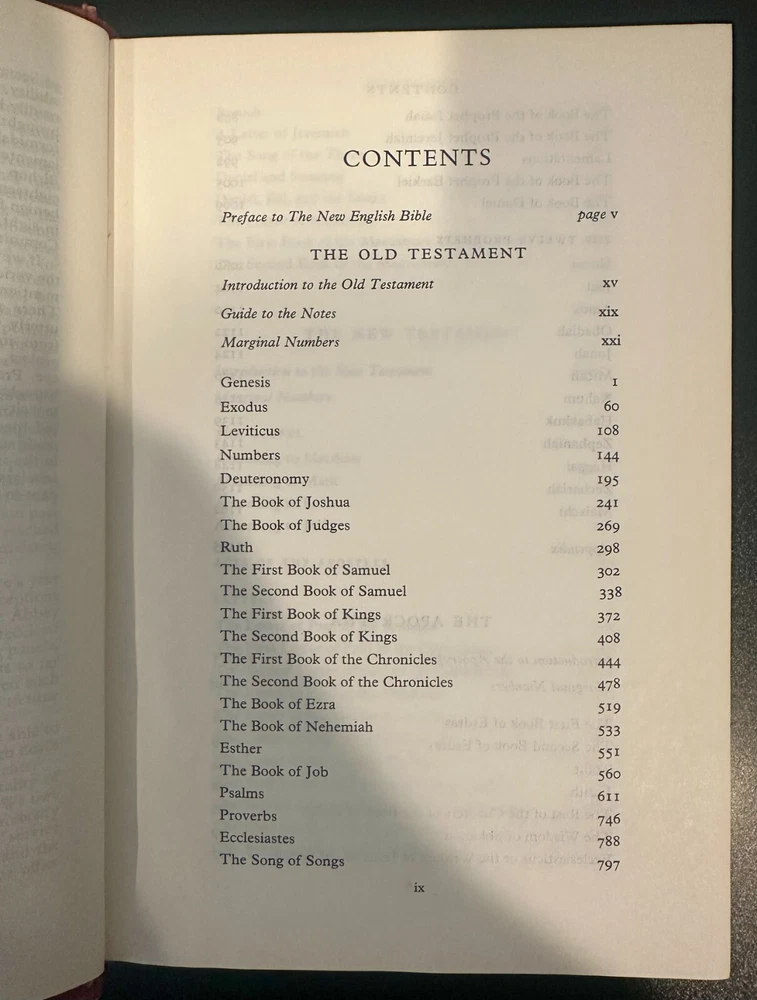 CONTENTS
Preface to The New English Bible page v
THE OLD TESTAMENT
Introduction to the Old Testament xv
Guide to the Notes xix
Marginal Numbers xxi
Genesis 1
Exodus 60
Leviticus 108
Numbers 144
Deuteronomy 195
The Book of Joshua 241
The Book of Judges 269
Ruth 298
The First Book of Samuel 302
The Second Book of Samuel 338
The First Book of Kings 372
The Second Book of Kings 408
The First Book of the Chronicles 444
The Second Book of the Chronicles 478
The Book of Ezra 519
The Book of Nehemiah 533
Esther 551
The Book of Job 560
Psalms 611
Proverbs 746
Ecclesiastes 788
The Song of Songs 797
ix